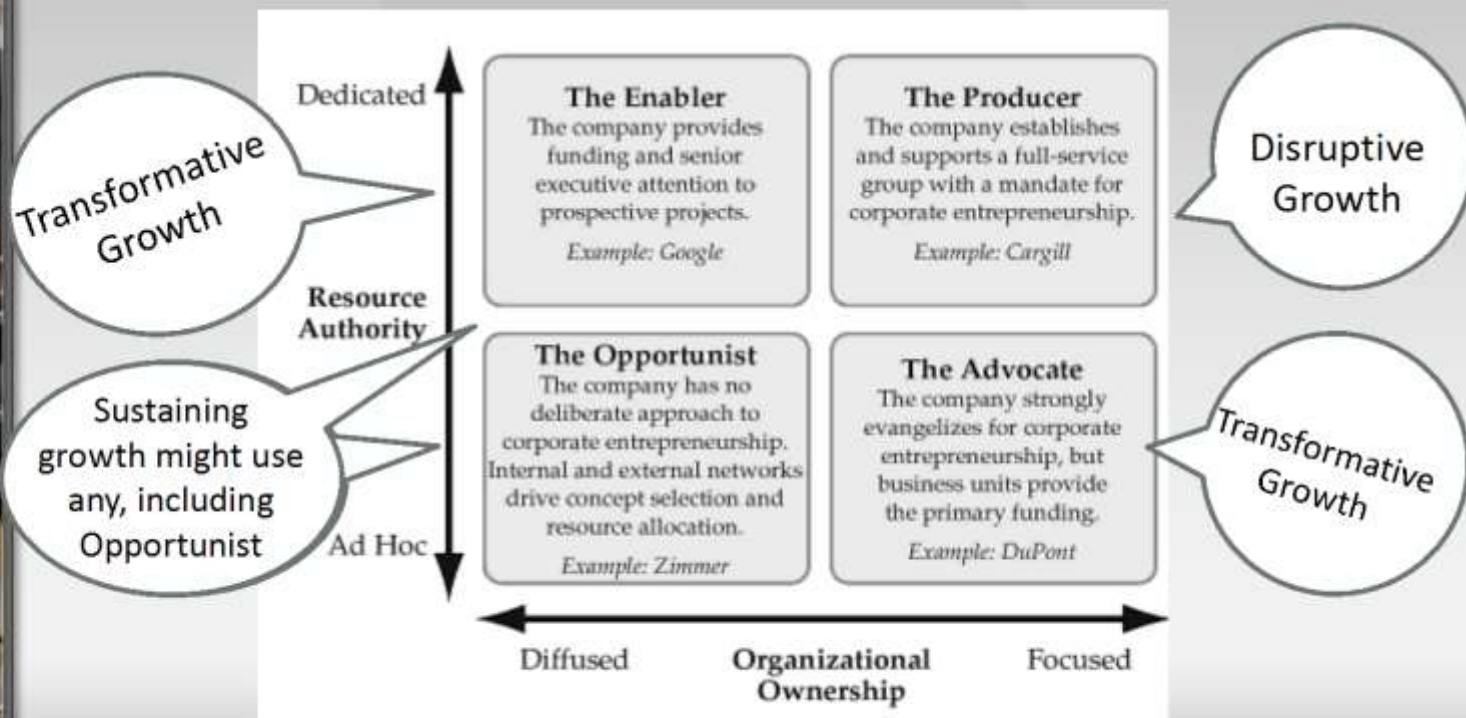 Transformative
Growth
Dedicated
Resource
Authority
Ad Hoc
Sustaining
growth might use
any, including
Opportunist
The Enabler
The company provides
funding and senior
executive attention to
prospective projects.
Example: Google
The Producer
The company establishes
and supports a full-service
group with a mandate for
corporate entrepreneurship.
Example: Cargill
Disruptive
Growth
The Opportunist
The company has no
deliberate approach to
corporate entrepreneurship.
Internal and external networks
drive concept selection and
resource allocation.
Example: Zimmer
The Advocate
The company strongly
evangelizes for corporate
entrepreneurship, but
business units provide
the primary funding.
Example: DuPont
Transformative
Growth
Diffused
Organizational
Ownership
Focused